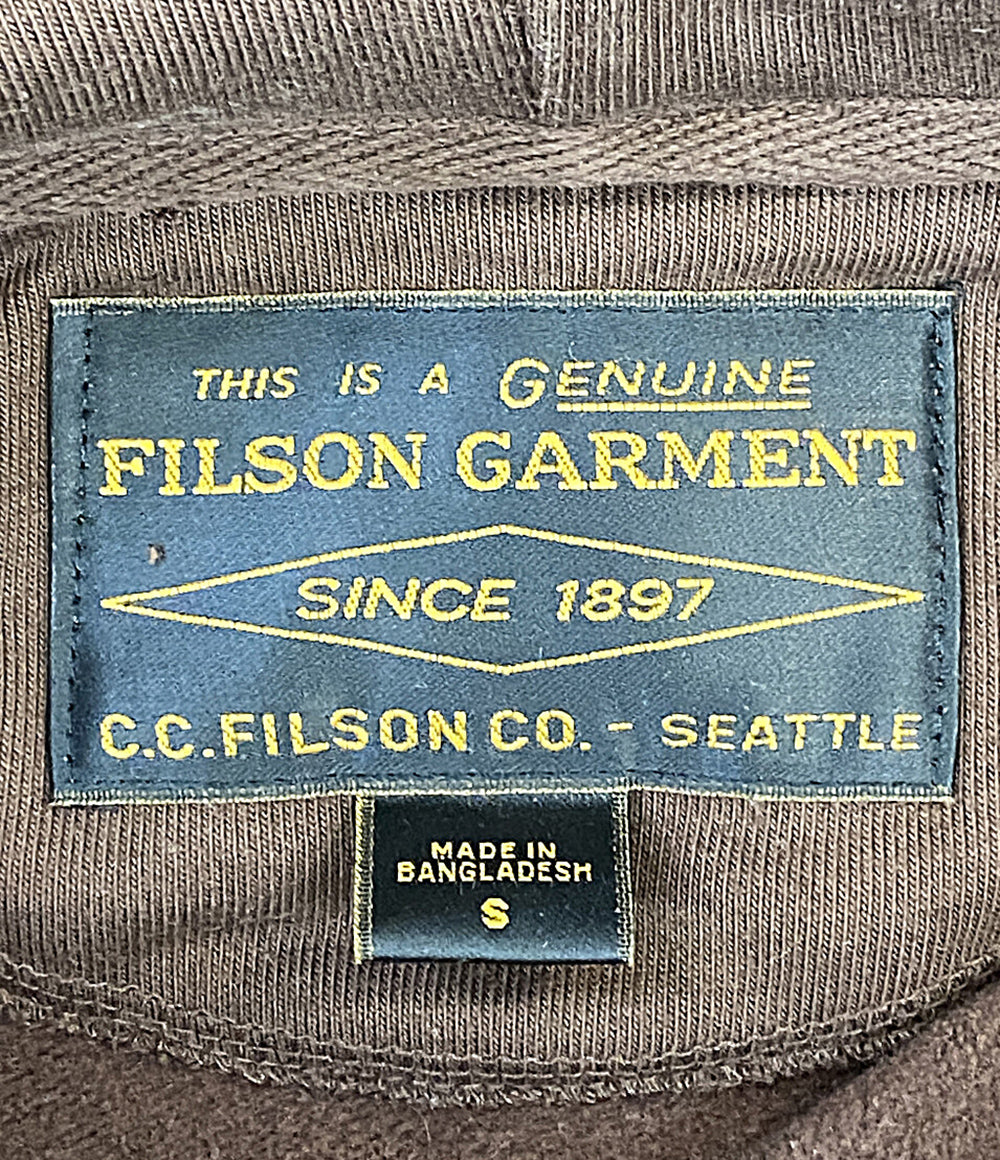 THIS IS A GENUINE
FILSON GARMENT
SINCE 1897
C.C.FILSON CO. - SEATTLE
MADE IN
BANGLADESH
S